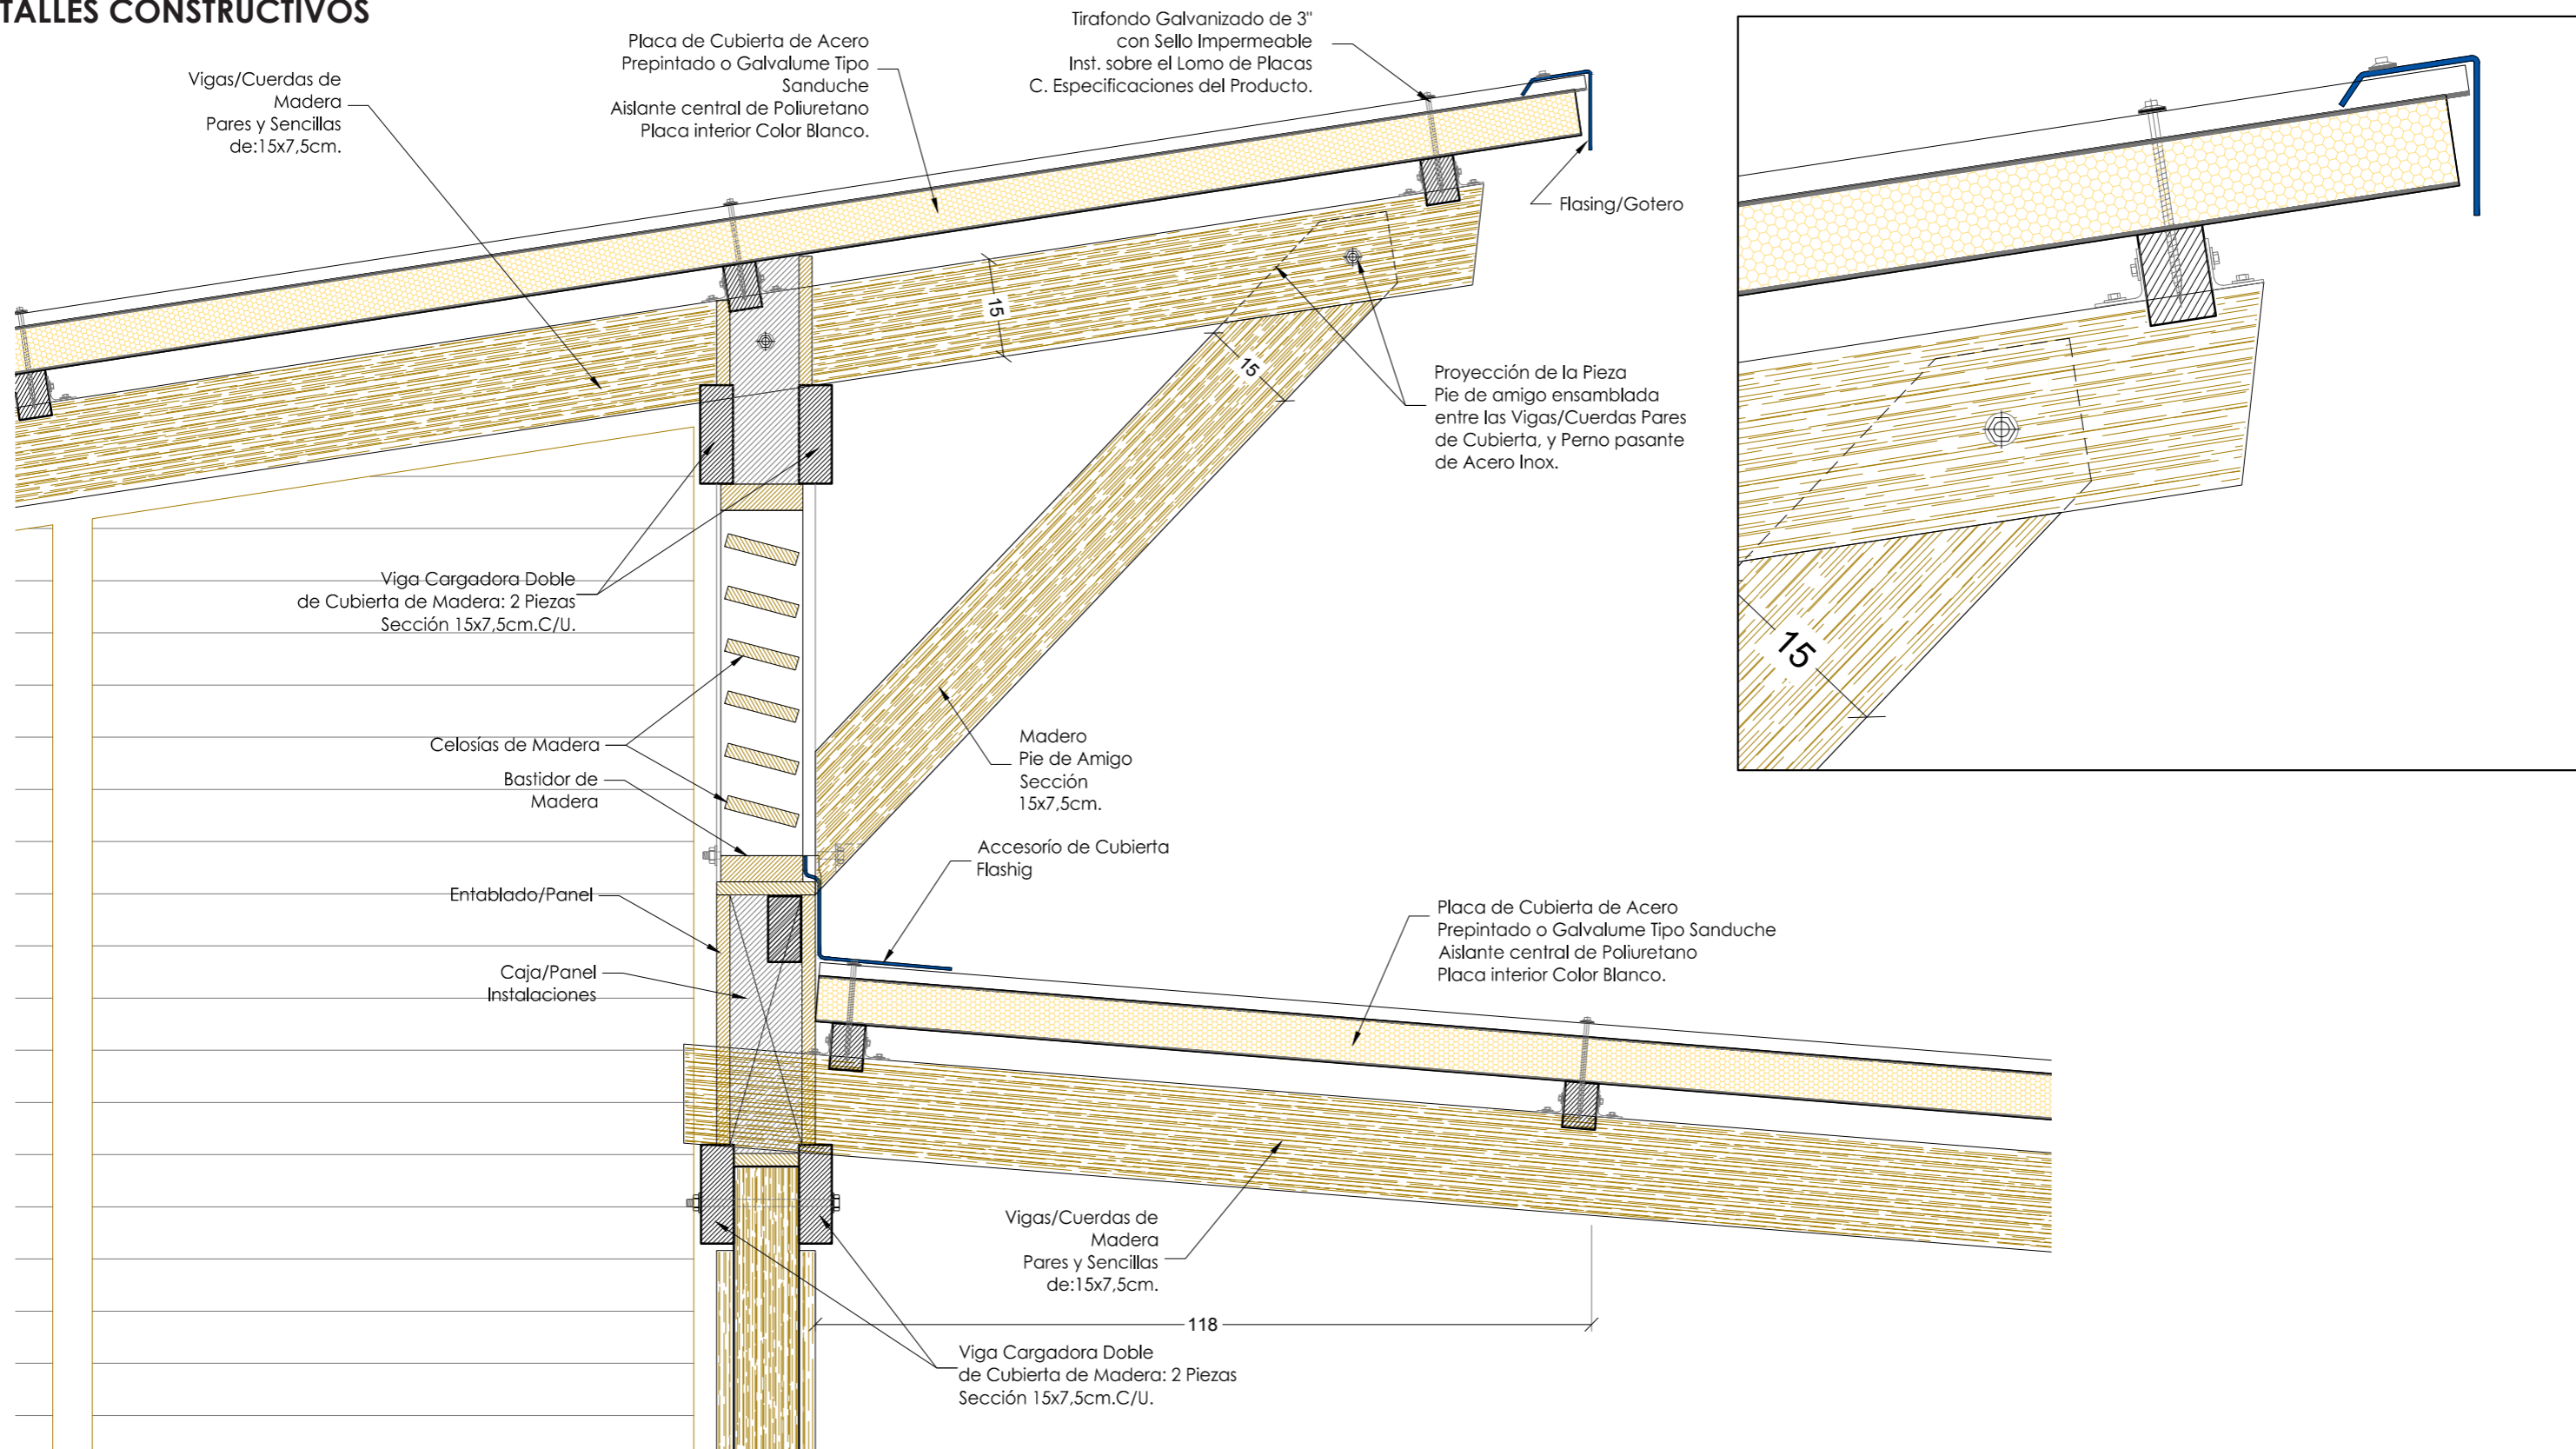 TALLES CONSTRUCTIVOS
Vigas/Cuerdas de
Madera
Pares y Sencillas
de:15x7,5cm.
Placa de Cubierta de Acero
Prepintado o Galvalume Tipo
Sanduche
Aislante central de Poliuretano
Placa interior Color Blanco.
Tirafondo Galvanizado de 3"
con Sello Impermeable
Inst. sobre el Lomo de Placas
C. Especificaciones del Producto.
Flasing/Gotero
15
15
Proyección de la Pieza
Pie de amigo ensamblada
entre las Vigas/Cuerdas Pares
de Cubierta, y Perno pasante
de Acero Inox.
15
Viga Cargadora Doble
de Cubierta de Madera: 2 Piezas
Sección 15x7,5cm.C/U.
Celosías de Madera
Bastidor de
Madera
Madero
Pie de Amigo
Sección
15x7,5cm.
Accesorío de Cubierta
Flashig
Entablado/Panel
Caja/Panel
Instalaciones
Placa de Cubierta de Acero
Prepintado o Galvalume Tipo Sanduche
Aislante central de Poliuretano
Placa interior Color Blanco.
Vigas/Cuerdas de
Madera
Pares y Sencillas
de:15x7,5cm.
118
Viga Cargadora Doble
de Cubierta de Madera: 2 Piezas
Sección 15x7,5cm.C/U.